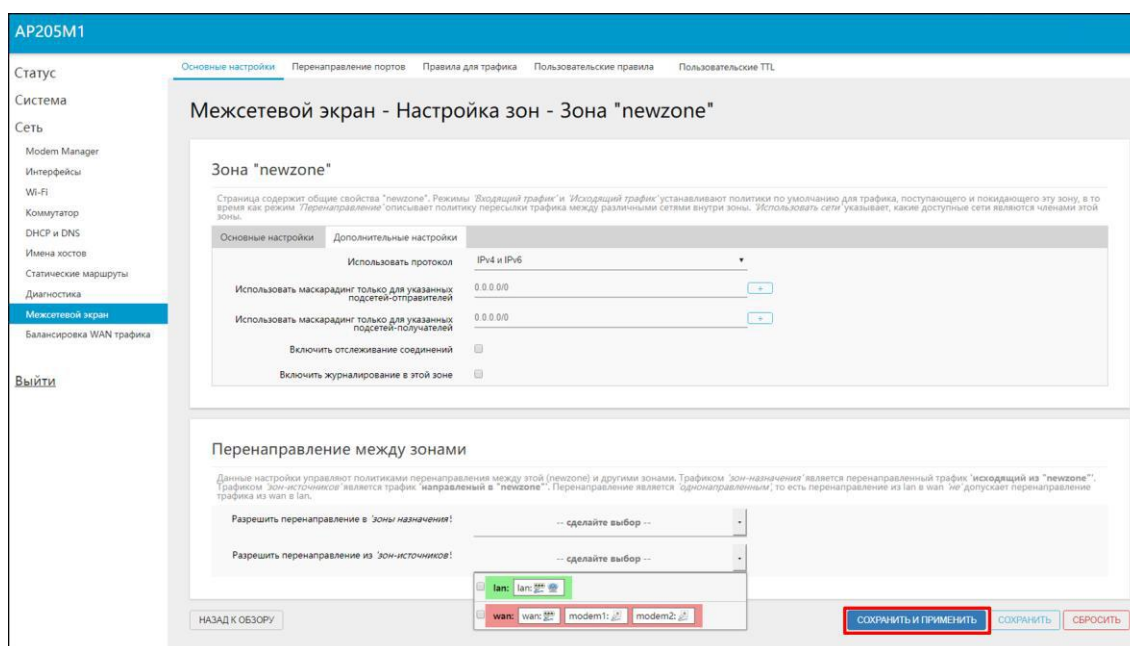 AP205M1
Статус
Система
Сеть
Modem Manager
Интерфейсы
Wi-Fi
Коммутатор
DHCP и DNS
Имена хостов
Статические маршруты
Диагностика
Межсетевой экран
Балансировка WAN трафика
Выйти
Основные настройки Перенаправление портов Правила для трафика Пользовательские правила Пользовательские TTL
Межсетевой экран - Настройка зон - Зона "newzone"
Зона "newzone"
Страница содержит общие свойства "newzone". Режимы 'Входящий трафик' и 'Исходящий трафик' устанавливают политики по умолчанию для трафика, поступающего и покидающего эту зону, в то
время как режим 'Перенаправление' описывает политику пересылки трафика между различными сетями внутри зоны. 'Использовать сети' указывает, какие доступные сети являются членами этой
зоны.
Основные настройки Дополнительные настройки
Использовать протокол IPv4 и IPv6
Использовать маскарадинг только для указанных
подсетей-отправителей 0.0.0.0/0 +
Использовать маскарадинг только для указанных
подсетей-получателей 0.0.0.0/0 +
Включить отслеживание соединений
Включить журналирование в этой зоне
Перенаправление между зонами
Данные настройки управляют политиками перенаправления между этой (newzone) и другими зонами. Трафиком 'зон-назначения' является перенаправленный трафик 'исходящий из "newzone"'.
Трафиком 'зон-источников' является трафик 'направленый в "newzone"'. Перенаправление является 'однонаправленным', то есть перенаправление из lan в wan 'не' допускает перенаправление
трафика из wan в lan.
Разрешить перенаправление в 'зоны назначения'! -- сделайте выбор --
Разрешить перенаправление из 'зон-источников'! -- сделайте выбор --
lan: lan:
wan: wan: modem1: modem2:
НАЗАД К ОБЗОРУ СОХРАНИТЬ И ПРИМЕНИТЬ СОХРАНИТЬ СБРОСИТЬ